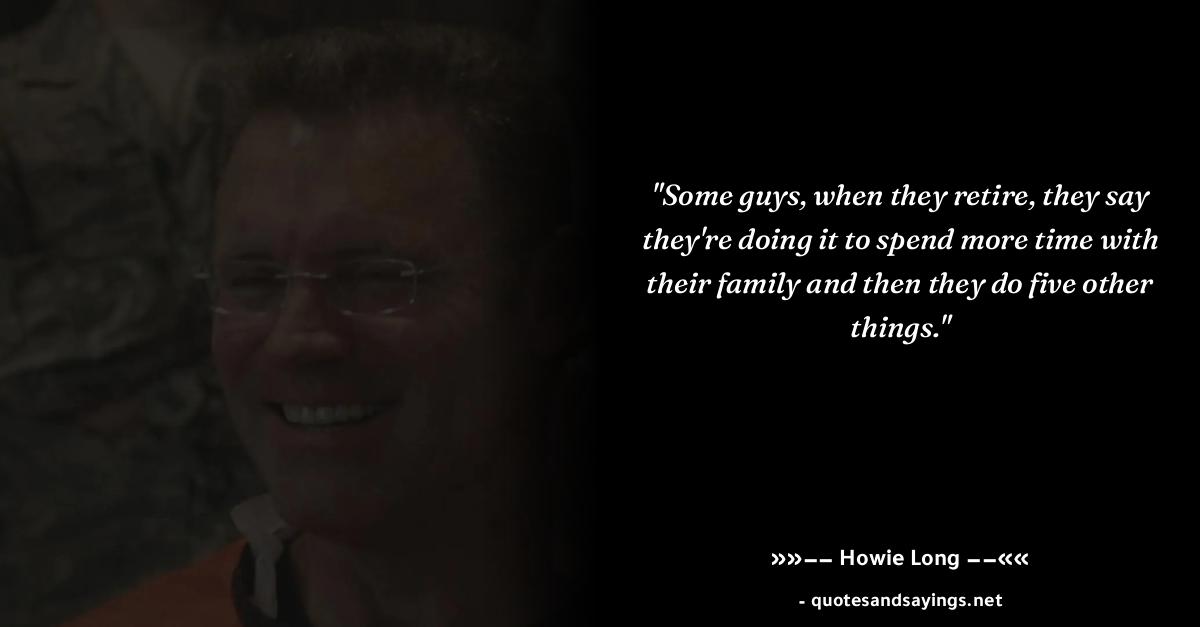 "Some guys, when they retire, they say
they're doing it to spend more time with
their family and then they do five other
things."
»»−− Howie Long −−««
- quotesandsayings.net